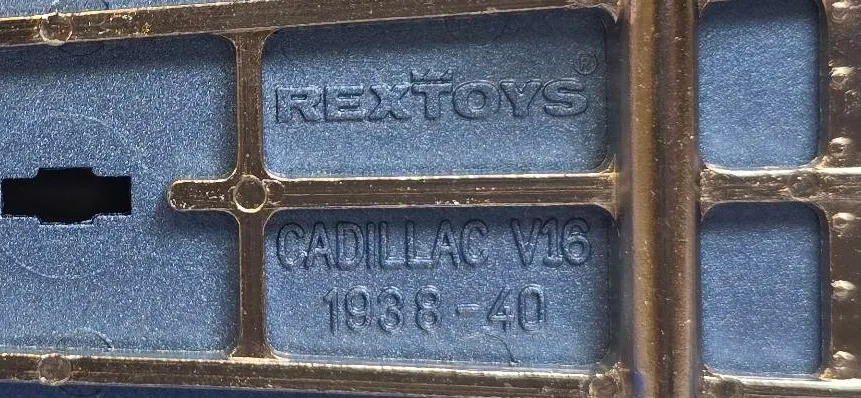 REXTOYS®
CADILLAC V16
1938-40